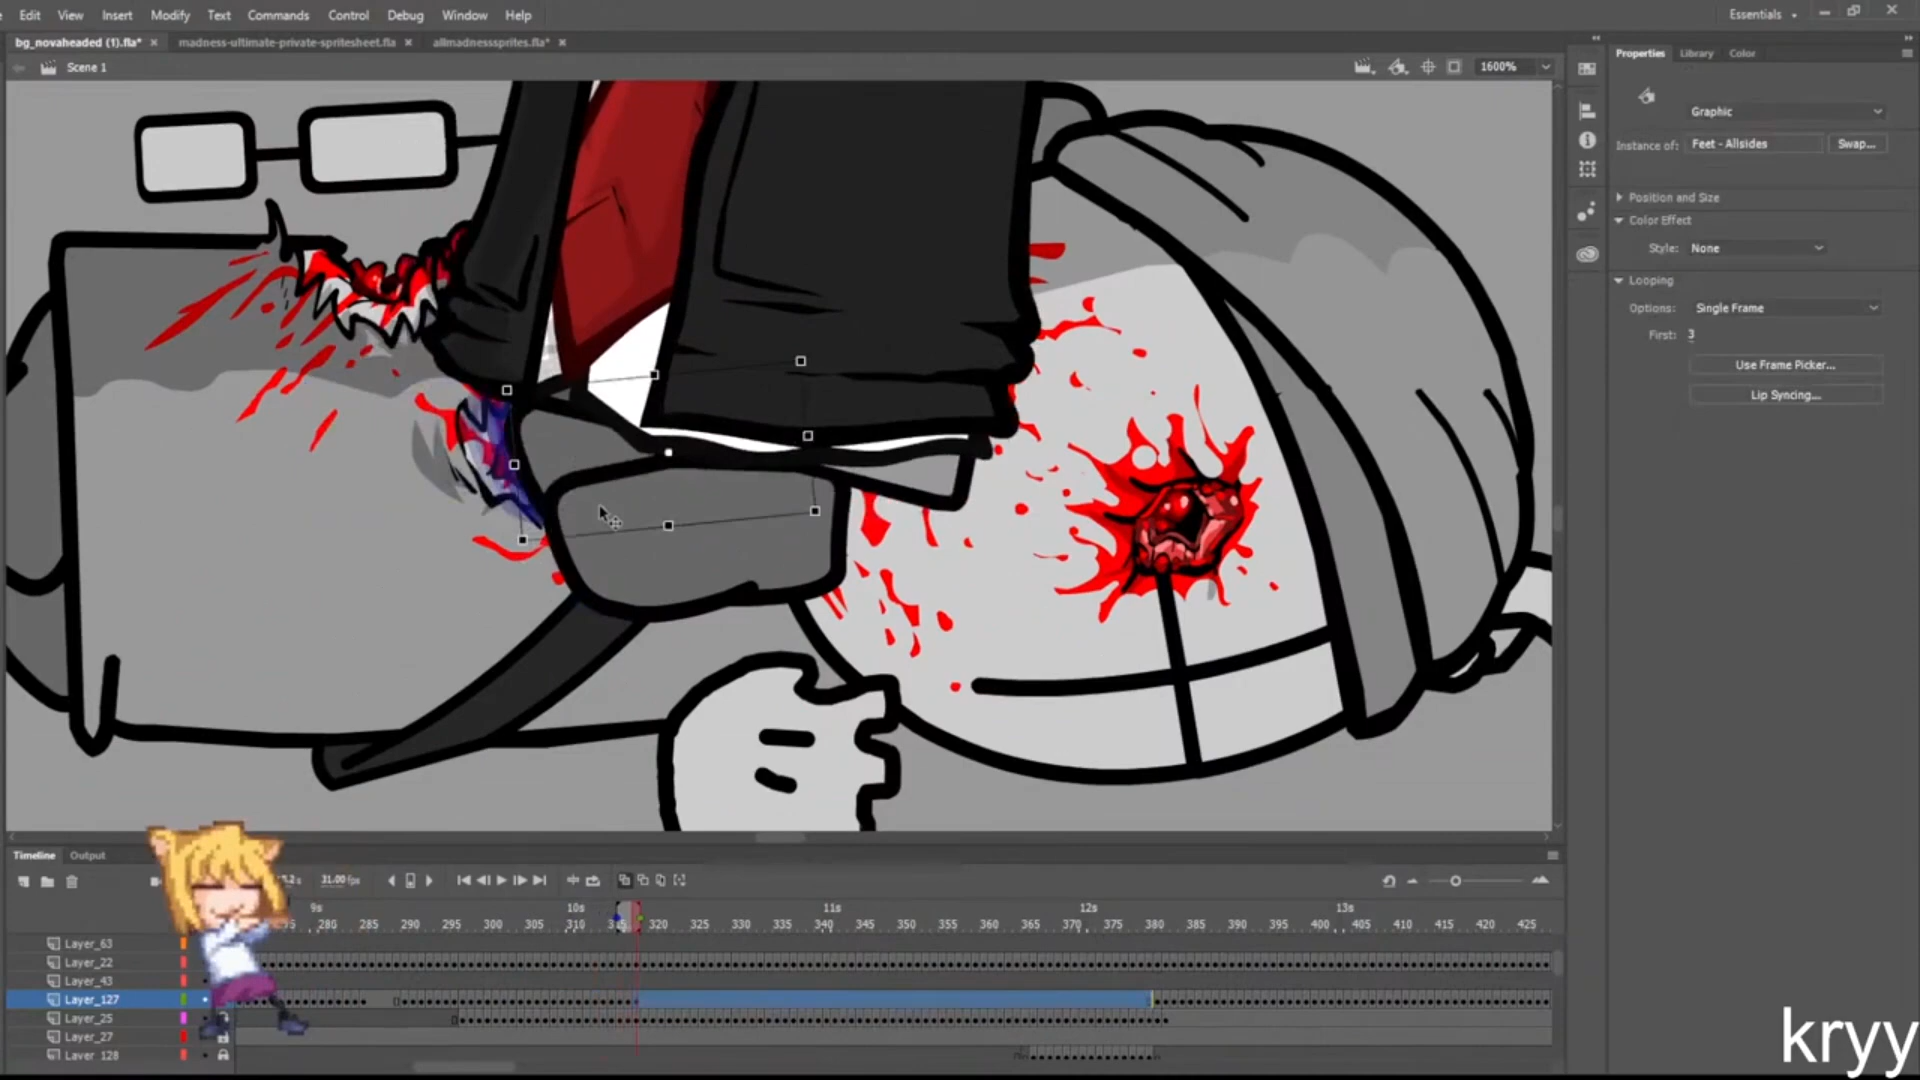 Edit View Insert Modify Text Commands Control Debug Window Help Essentials
bg_novaheaded (1).fla* madness-ultimate-private-spritesheet.fla allmadnesssprites.fla*
Scene 1 1600%
Properties Library Color
Graphic
Instance of: Feet - Allsides Swap...
Position and Size
Color Effect
Style: None
Looping
Options: Single Frame
First: 3
Use Frame Picker...
Lip Syncing...
Timeline Output
31.00 fps
9s 10s 11s 12s 13s
280 285 290 295 300 305 310 315 320 325 330 335 340 345 350 355 360 365 370 375 380 385 390 395 400 405 410 415 420 425
Layer_63
Layer_22
Layer_43
Layer_127
Layer_25
Layer_27
Layer_128
kryy